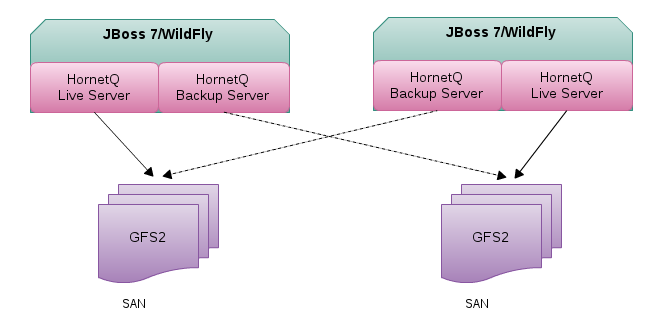 JBoss 7/WildFly
HornetQ
Live Server
HornetQ
Backup Server
JBoss 7/WildFly
HornetQ
Backup Server
HornetQ
Live Server
GFS2
SAN
GFS2
SAN